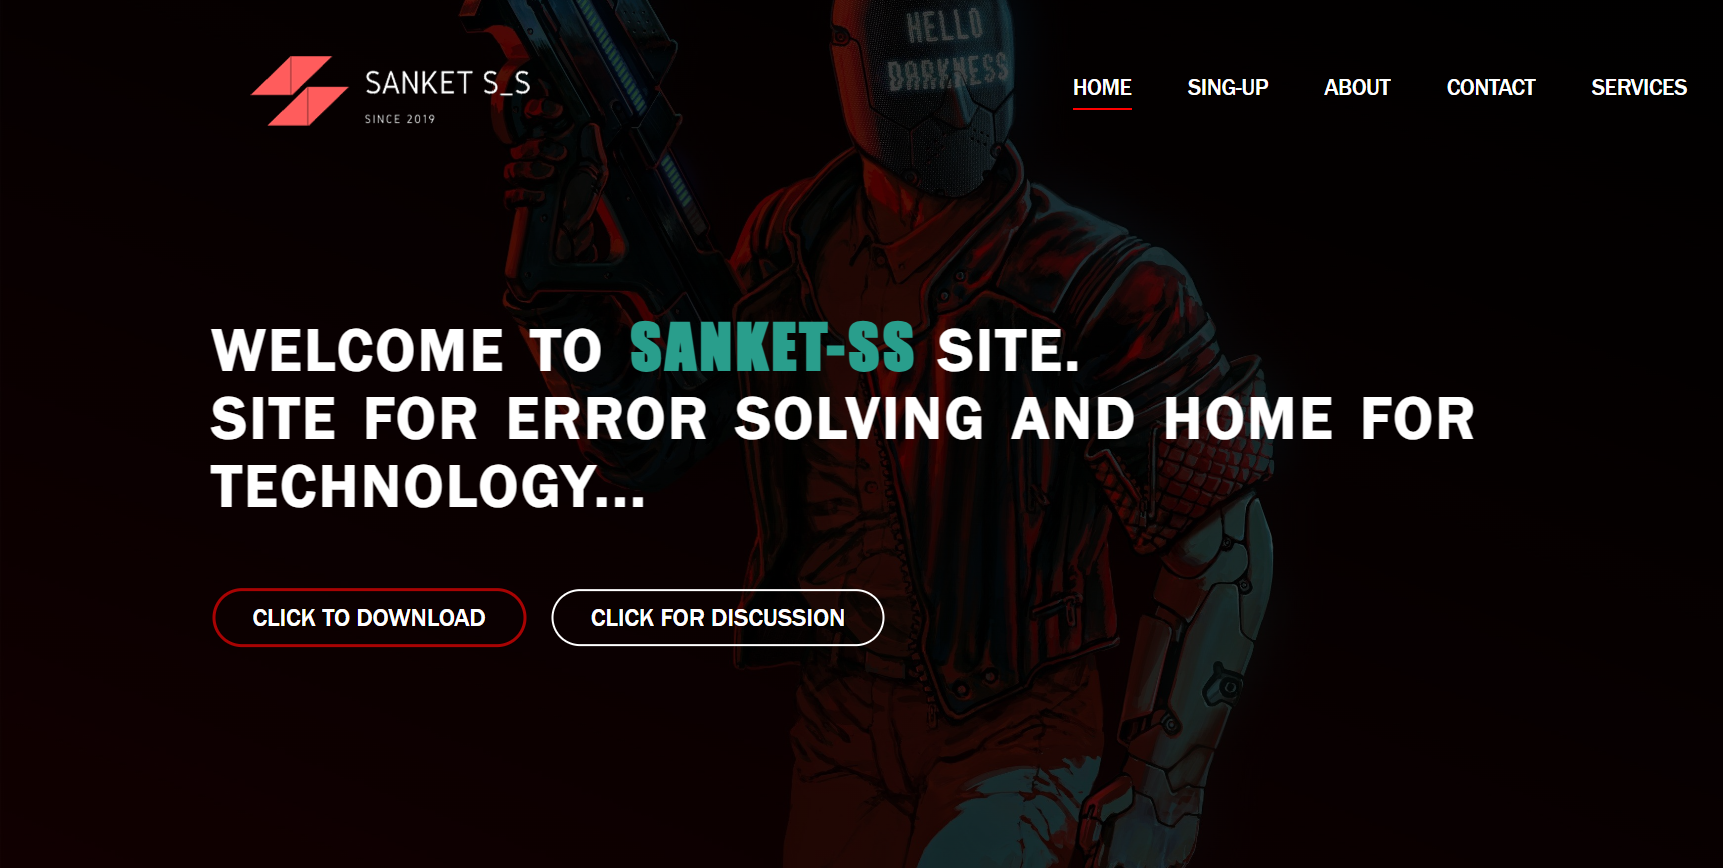 SANKET S_S
SINCE 2019
HELLO
DARKNESS
HOME SING-UP ABOUT CONTACT SERVICES
WELCOME TO SANKET-SS SITE.
SITE FOR ERROR SOLVING AND HOME FOR
TECHNOLOGY...
CLICK TO DOWNLOAD CLICK FOR DISCUSSION